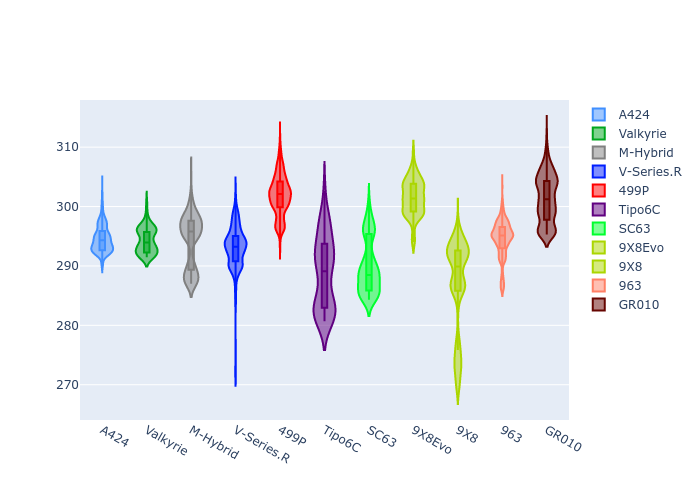 310
300
290
280
270
A424
Valkyrie
M-Hybrid
V-Series.R
499P
Tipo6C
SC63
9X8Evo
9X8
963
GR010
A424
Valkyrie
M-Hybrid
V-Series.R
499P
Tipo6C
SC63
9X8Evo
9X8
963
GR010